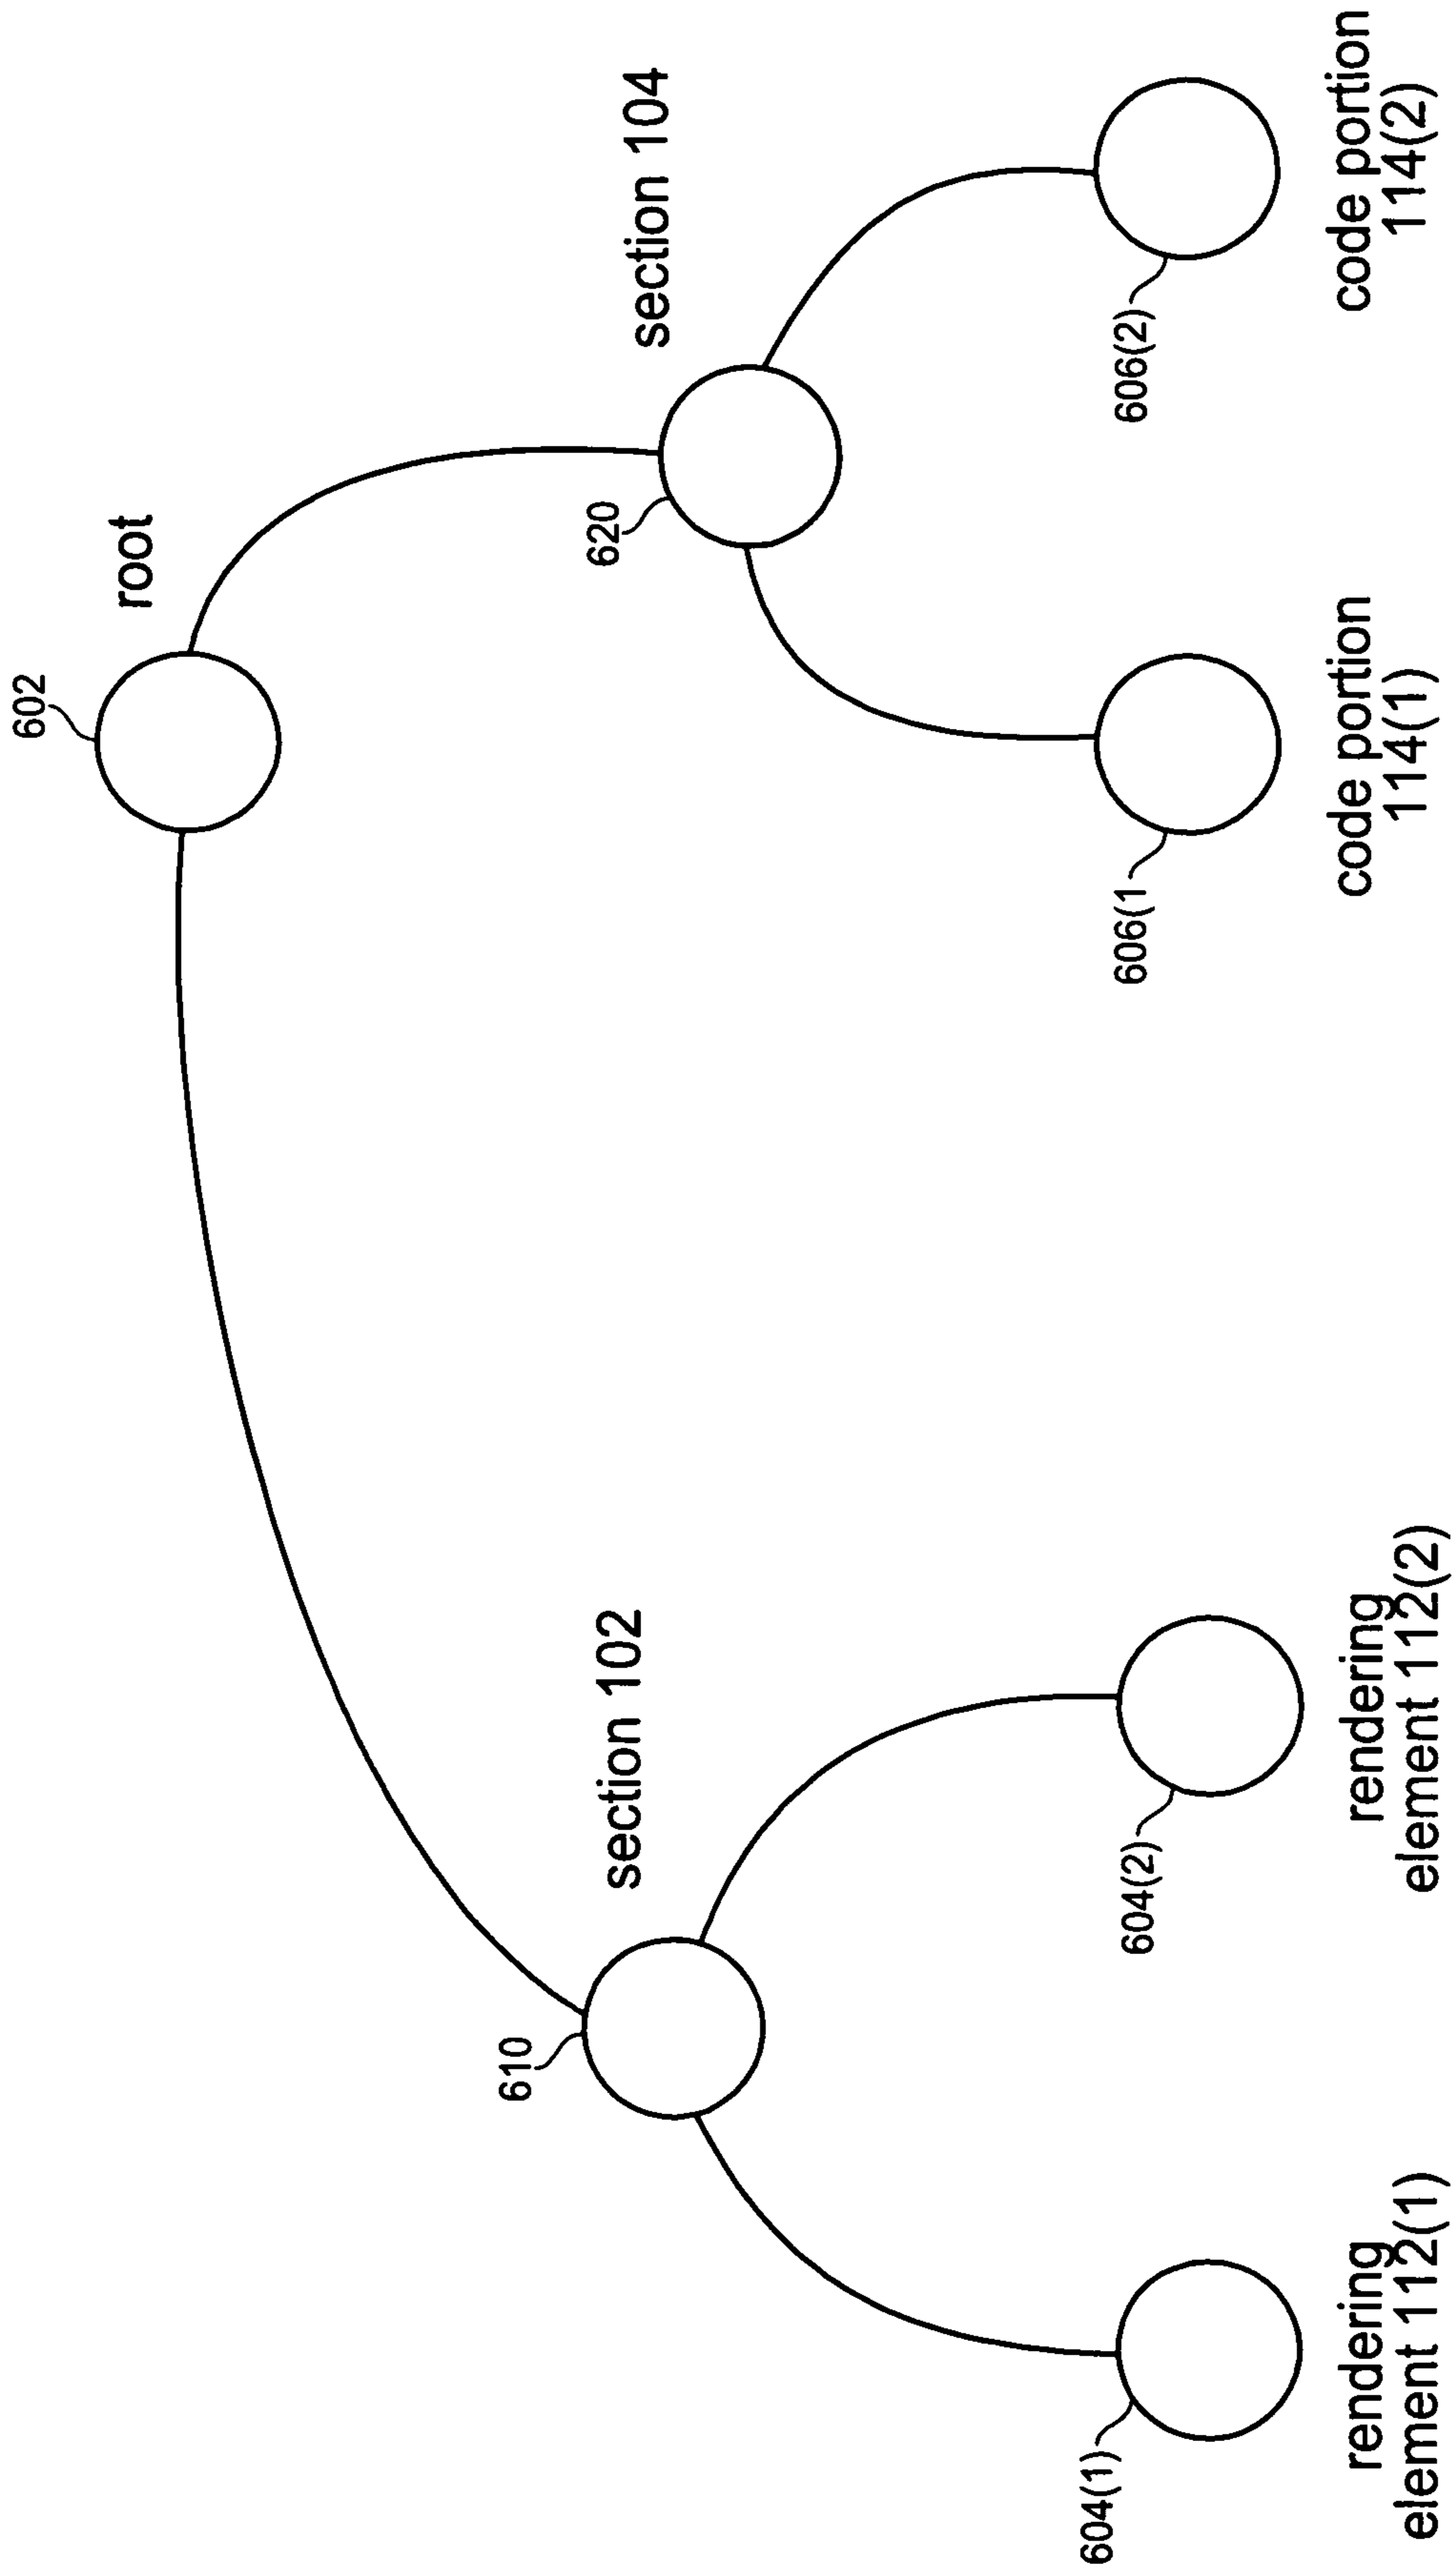 602
root
610
section 102
620
section 104
604(1)
604(2)
606(1
606(2)
rendering
element 112(1)
rendering
element 112(2)
code portion
114(1)
code portion
114(2)